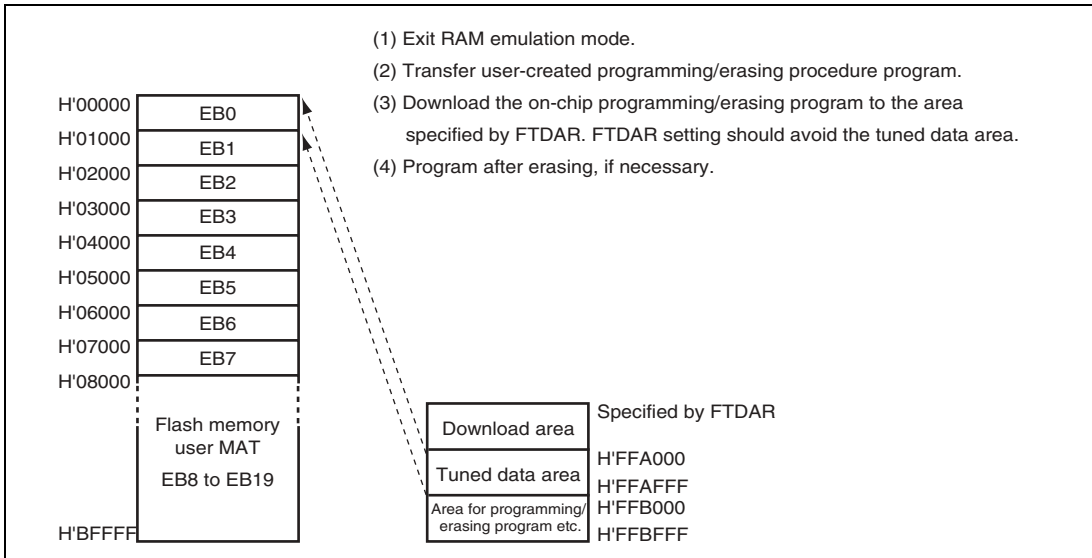 (1) Exit RAM emulation mode.
(2) Transfer user-created programming/erasing procedure program.
(3) Download the on-chip programming/erasing program to the area
specified by FTDAR. FTDAR setting should avoid the tuned data area.
(4) Program after erasing, if necessary.
H'00000
EB0
H'01000
EB1
H'02000
EB2
H'03000
EB3
H'04000
EB4
H'05000
EB5
H'06000
EB6
H'07000
EB7
H'08000
Flash memory
user MAT
EB8 to EB19
H'BFFFF
Download area
Specified by FTDAR
Tuned data area
H'FFA000
H'FFAFFF
Area for programming/
erasing program etc.
H'FFB000
H'FFBFFF